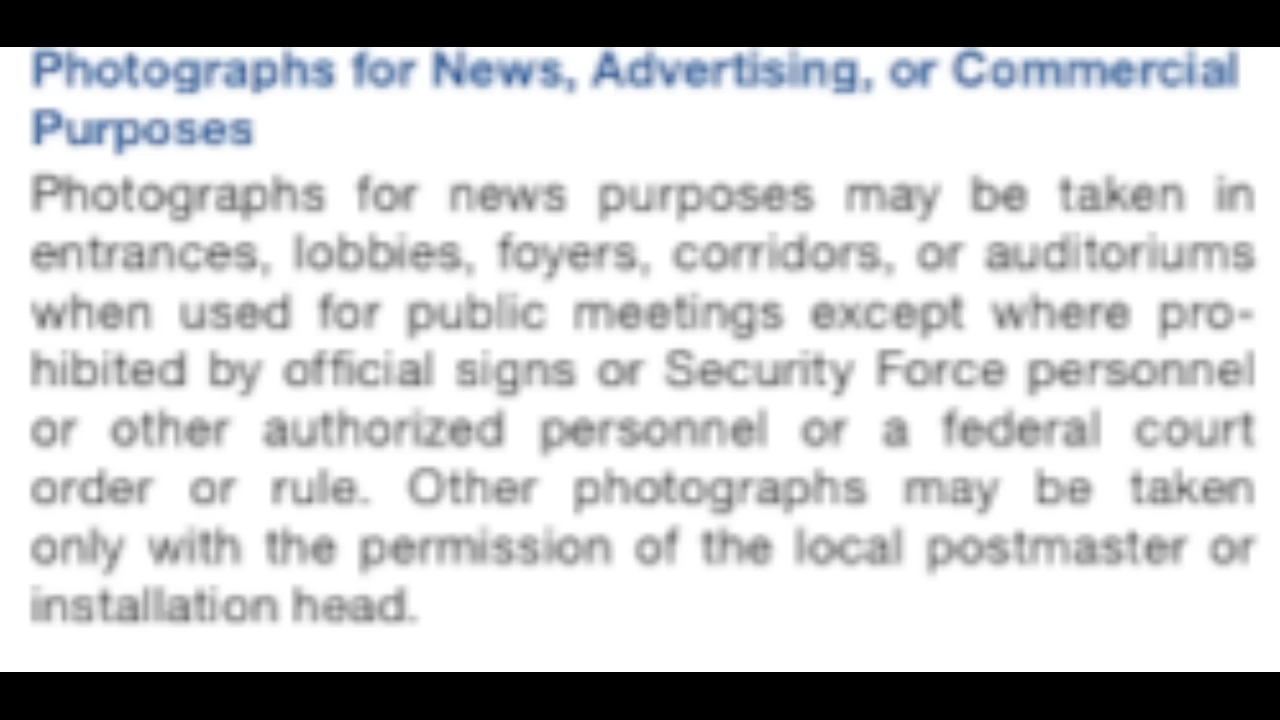 Photographs for News, Advertising, or Commercial
Purposes
Photographs for news purposes may be taken in
entrances, lobbies, foyers, corridors, or auditoriums
when used for public meetings except where pro-
hibited by official signs or Security Force personnel
or other authorized personnel or a federal court
order or rule. Other photographs may be taken
only with the permission of the local postmaster or
installation head.